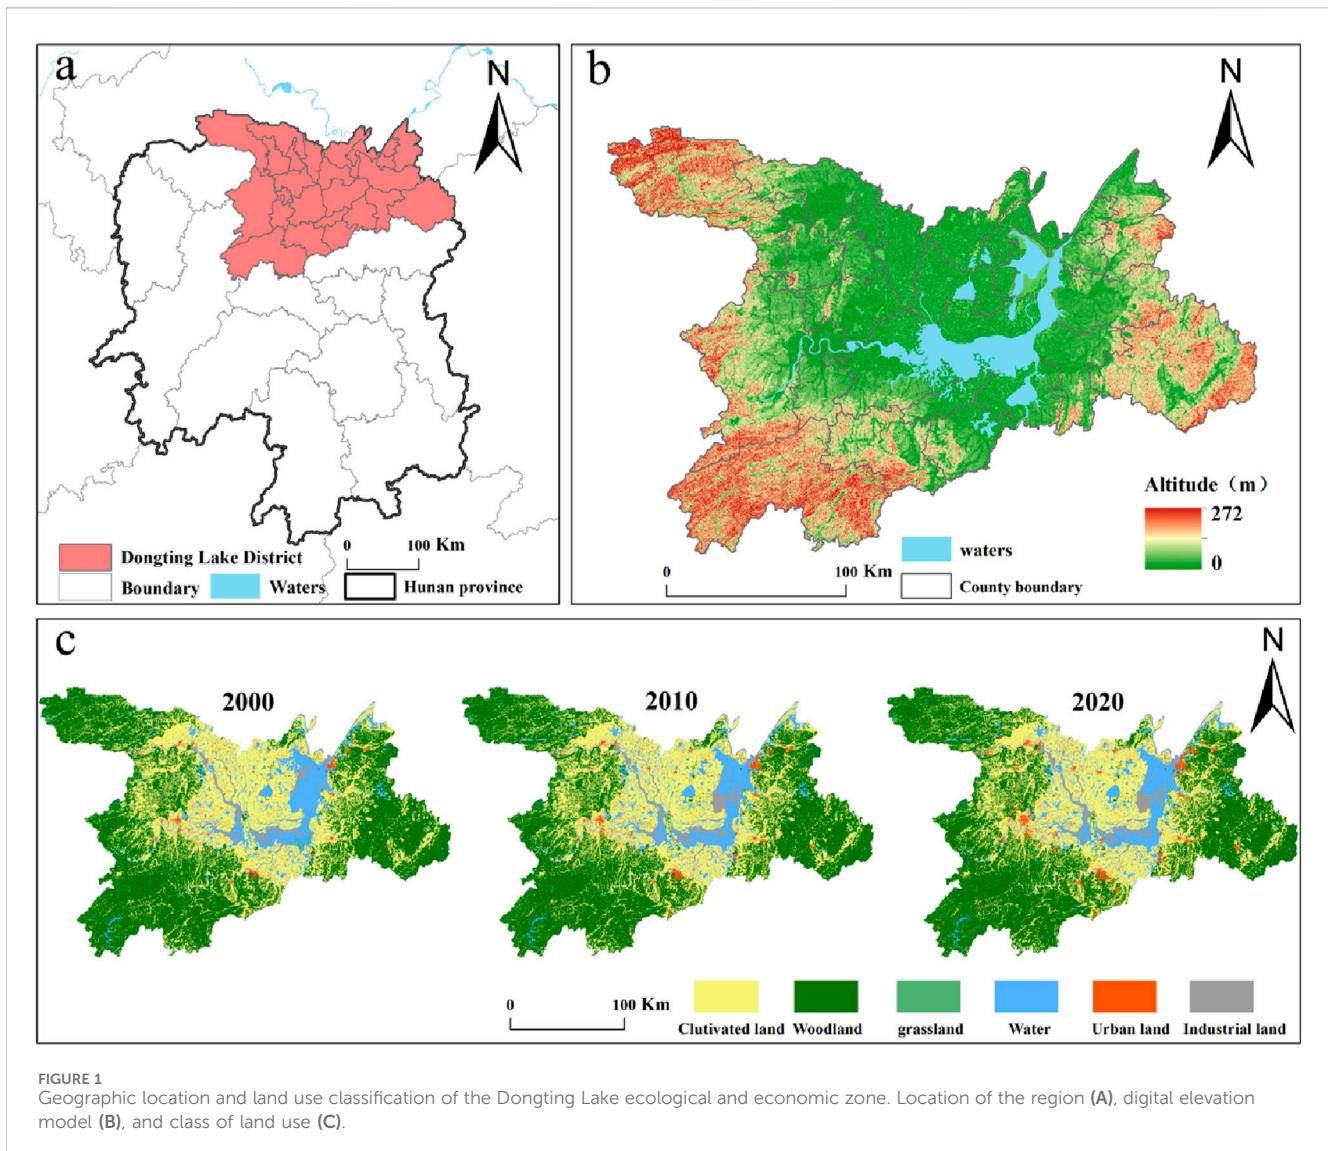 a
N
Dongting Lake District
0 100 Km
Boundary Waters Hunan province
b
N
Altitude（m）
272
0
waters
County boundary
0 100 Km
c
N
2000 2010 2020
0 100 Km
Clutivated land Woodland grassland Water Urban land Industrial land
FIGURE 1
Geographic location and land use classification of the Dongting Lake ecological and economic zone. Location of the region (A), digital elevation
model (B), and class of land use (C).